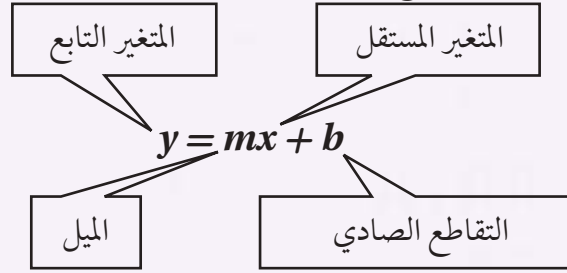 المتغير المستقل
المتغير التابع
y = mx + b
التقاطع الصادي
الميل